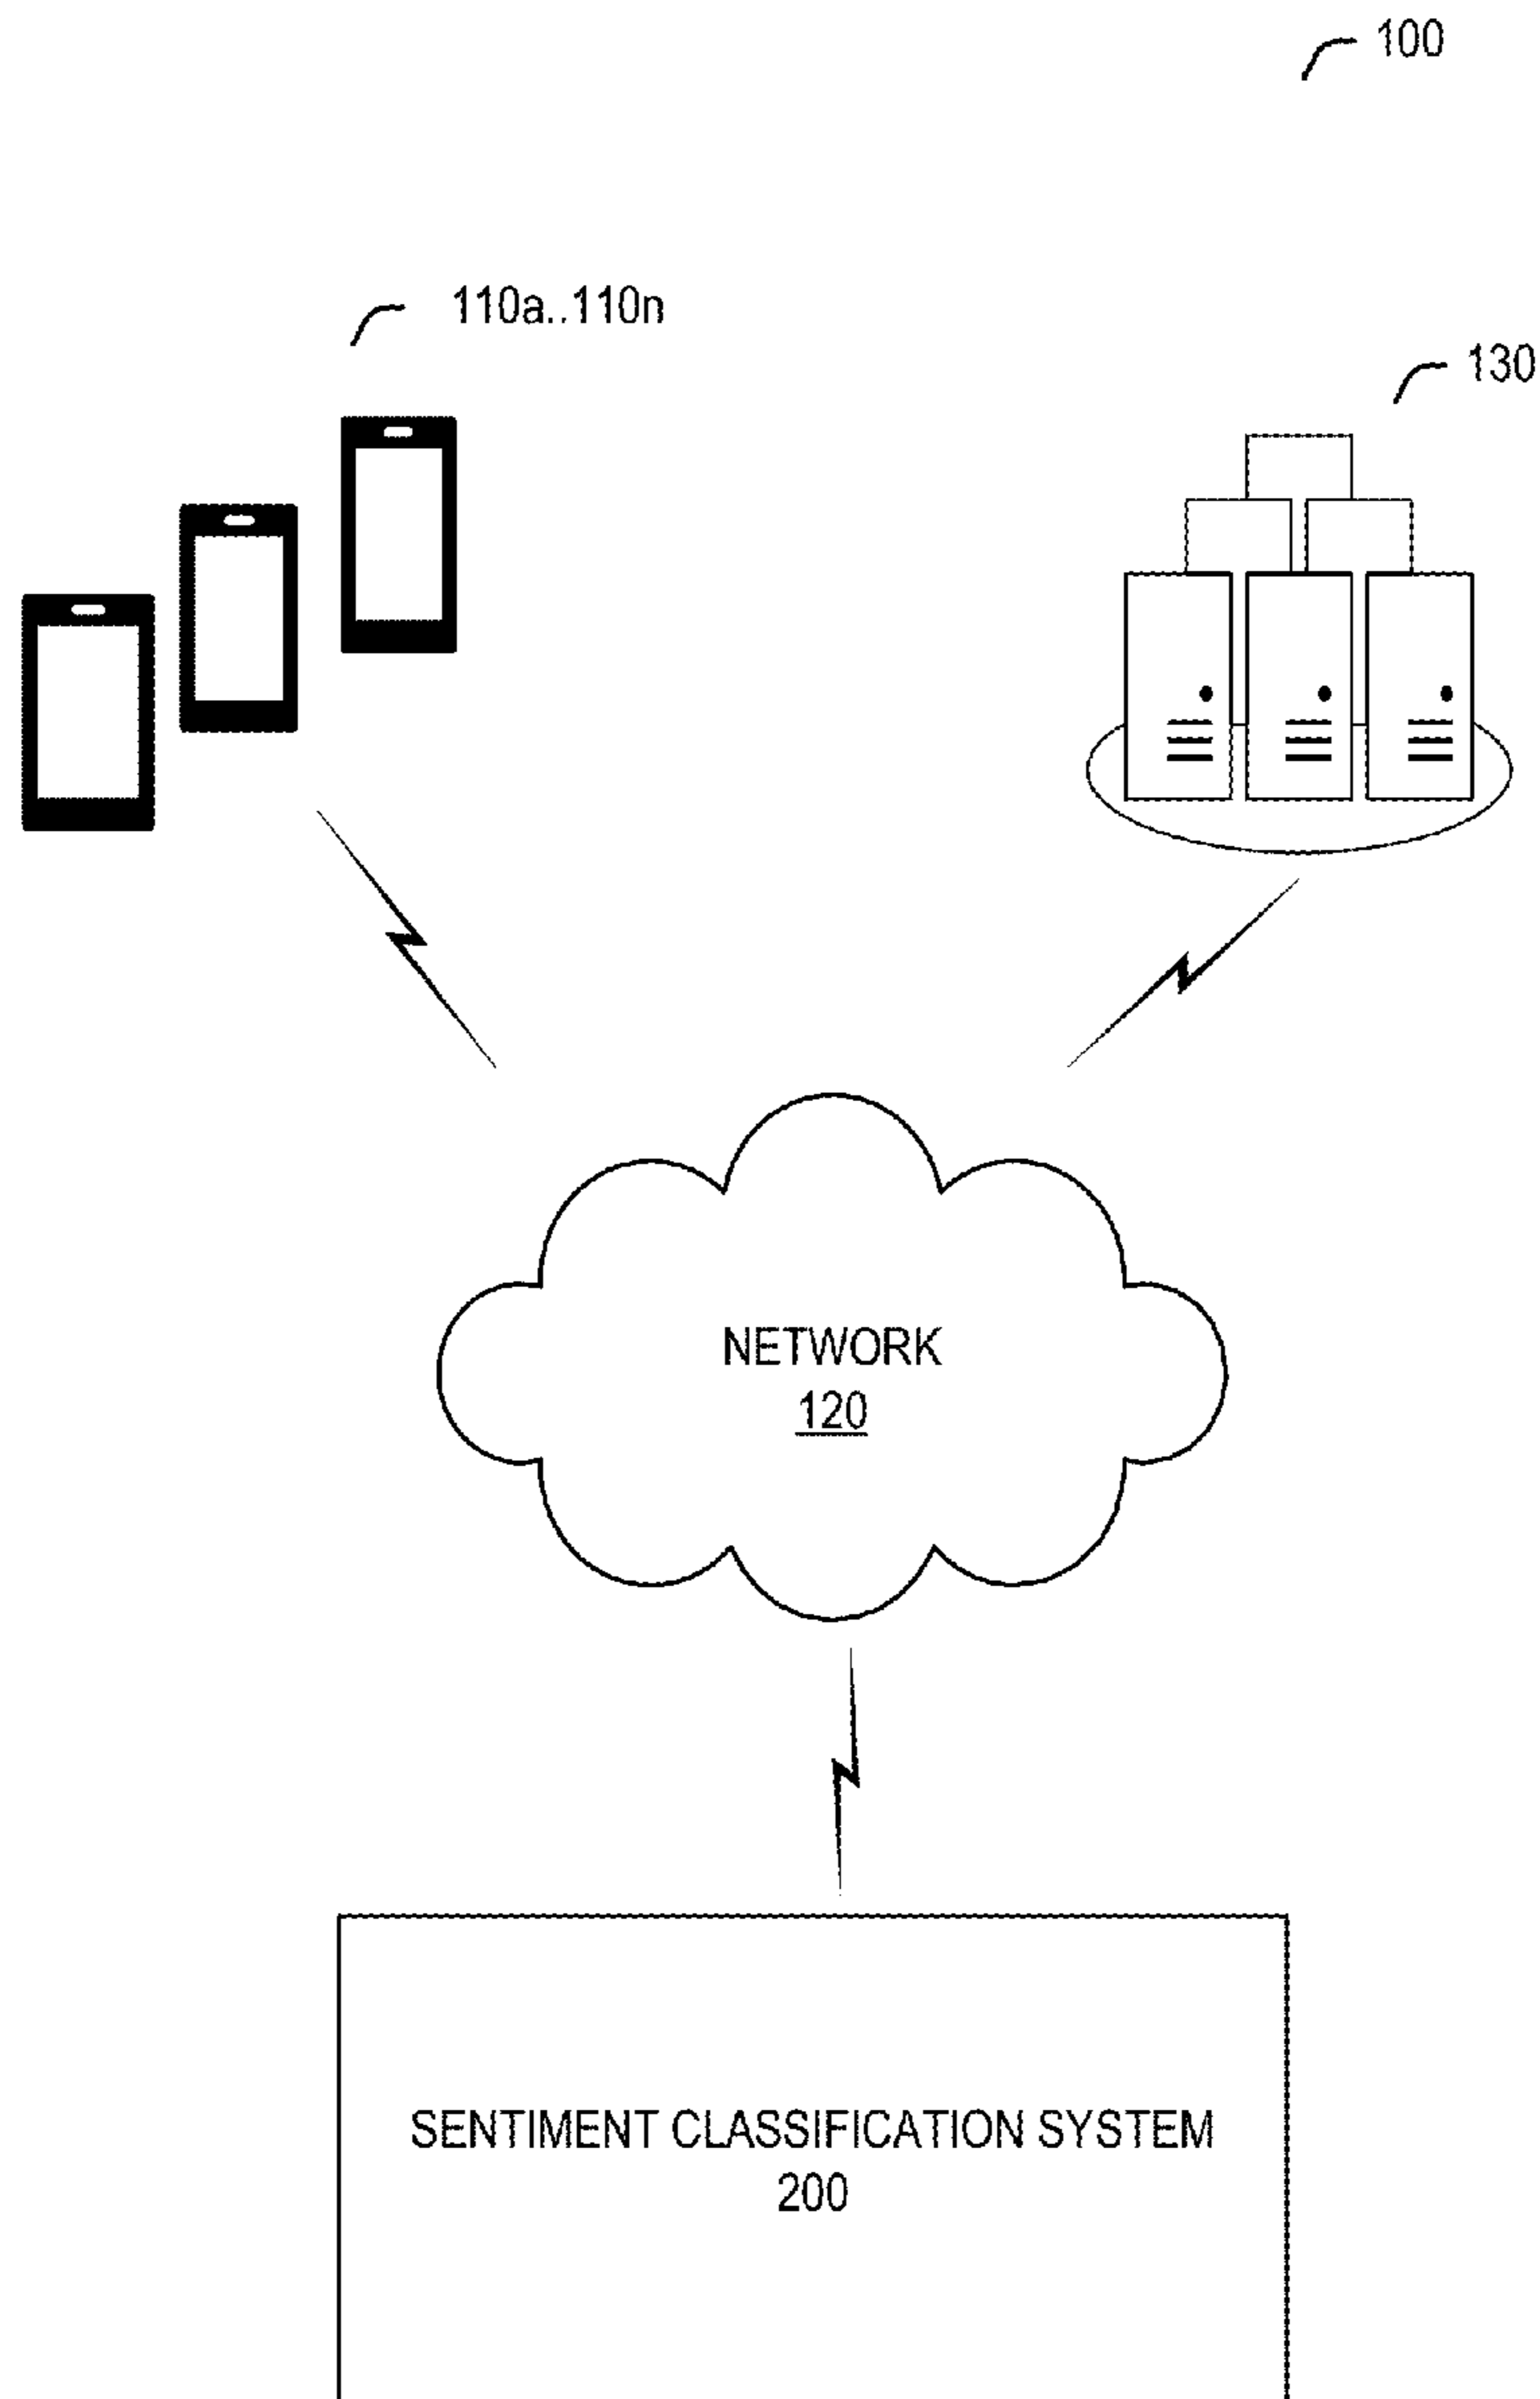 100
110a..110n
130
NETWORK
120
SENTIMENT CLASSIFICATION SYSTEM
200